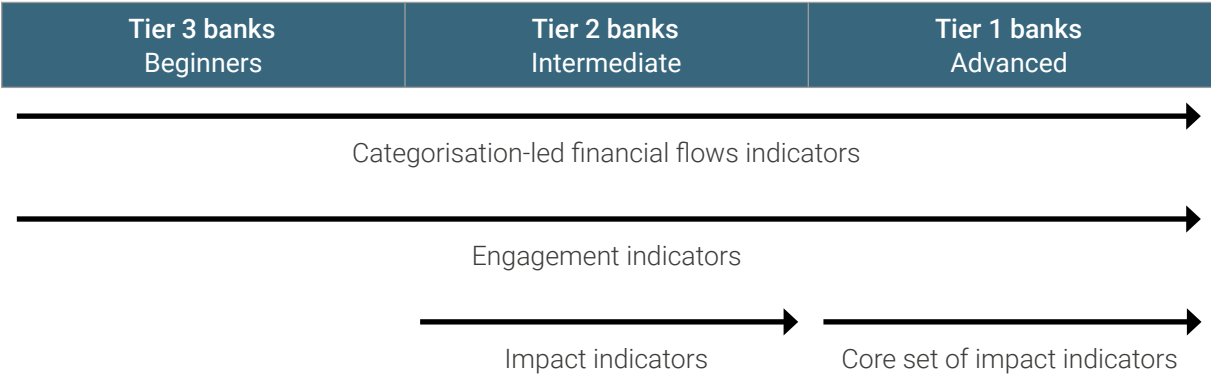 Tier 3 banks
Beginners
Tier 2 banks
Intermediate
Tier 1 banks
Advanced
Categorisation-led financial flows indicators
Engagement indicators
Impact indicators
Core set of impact indicators